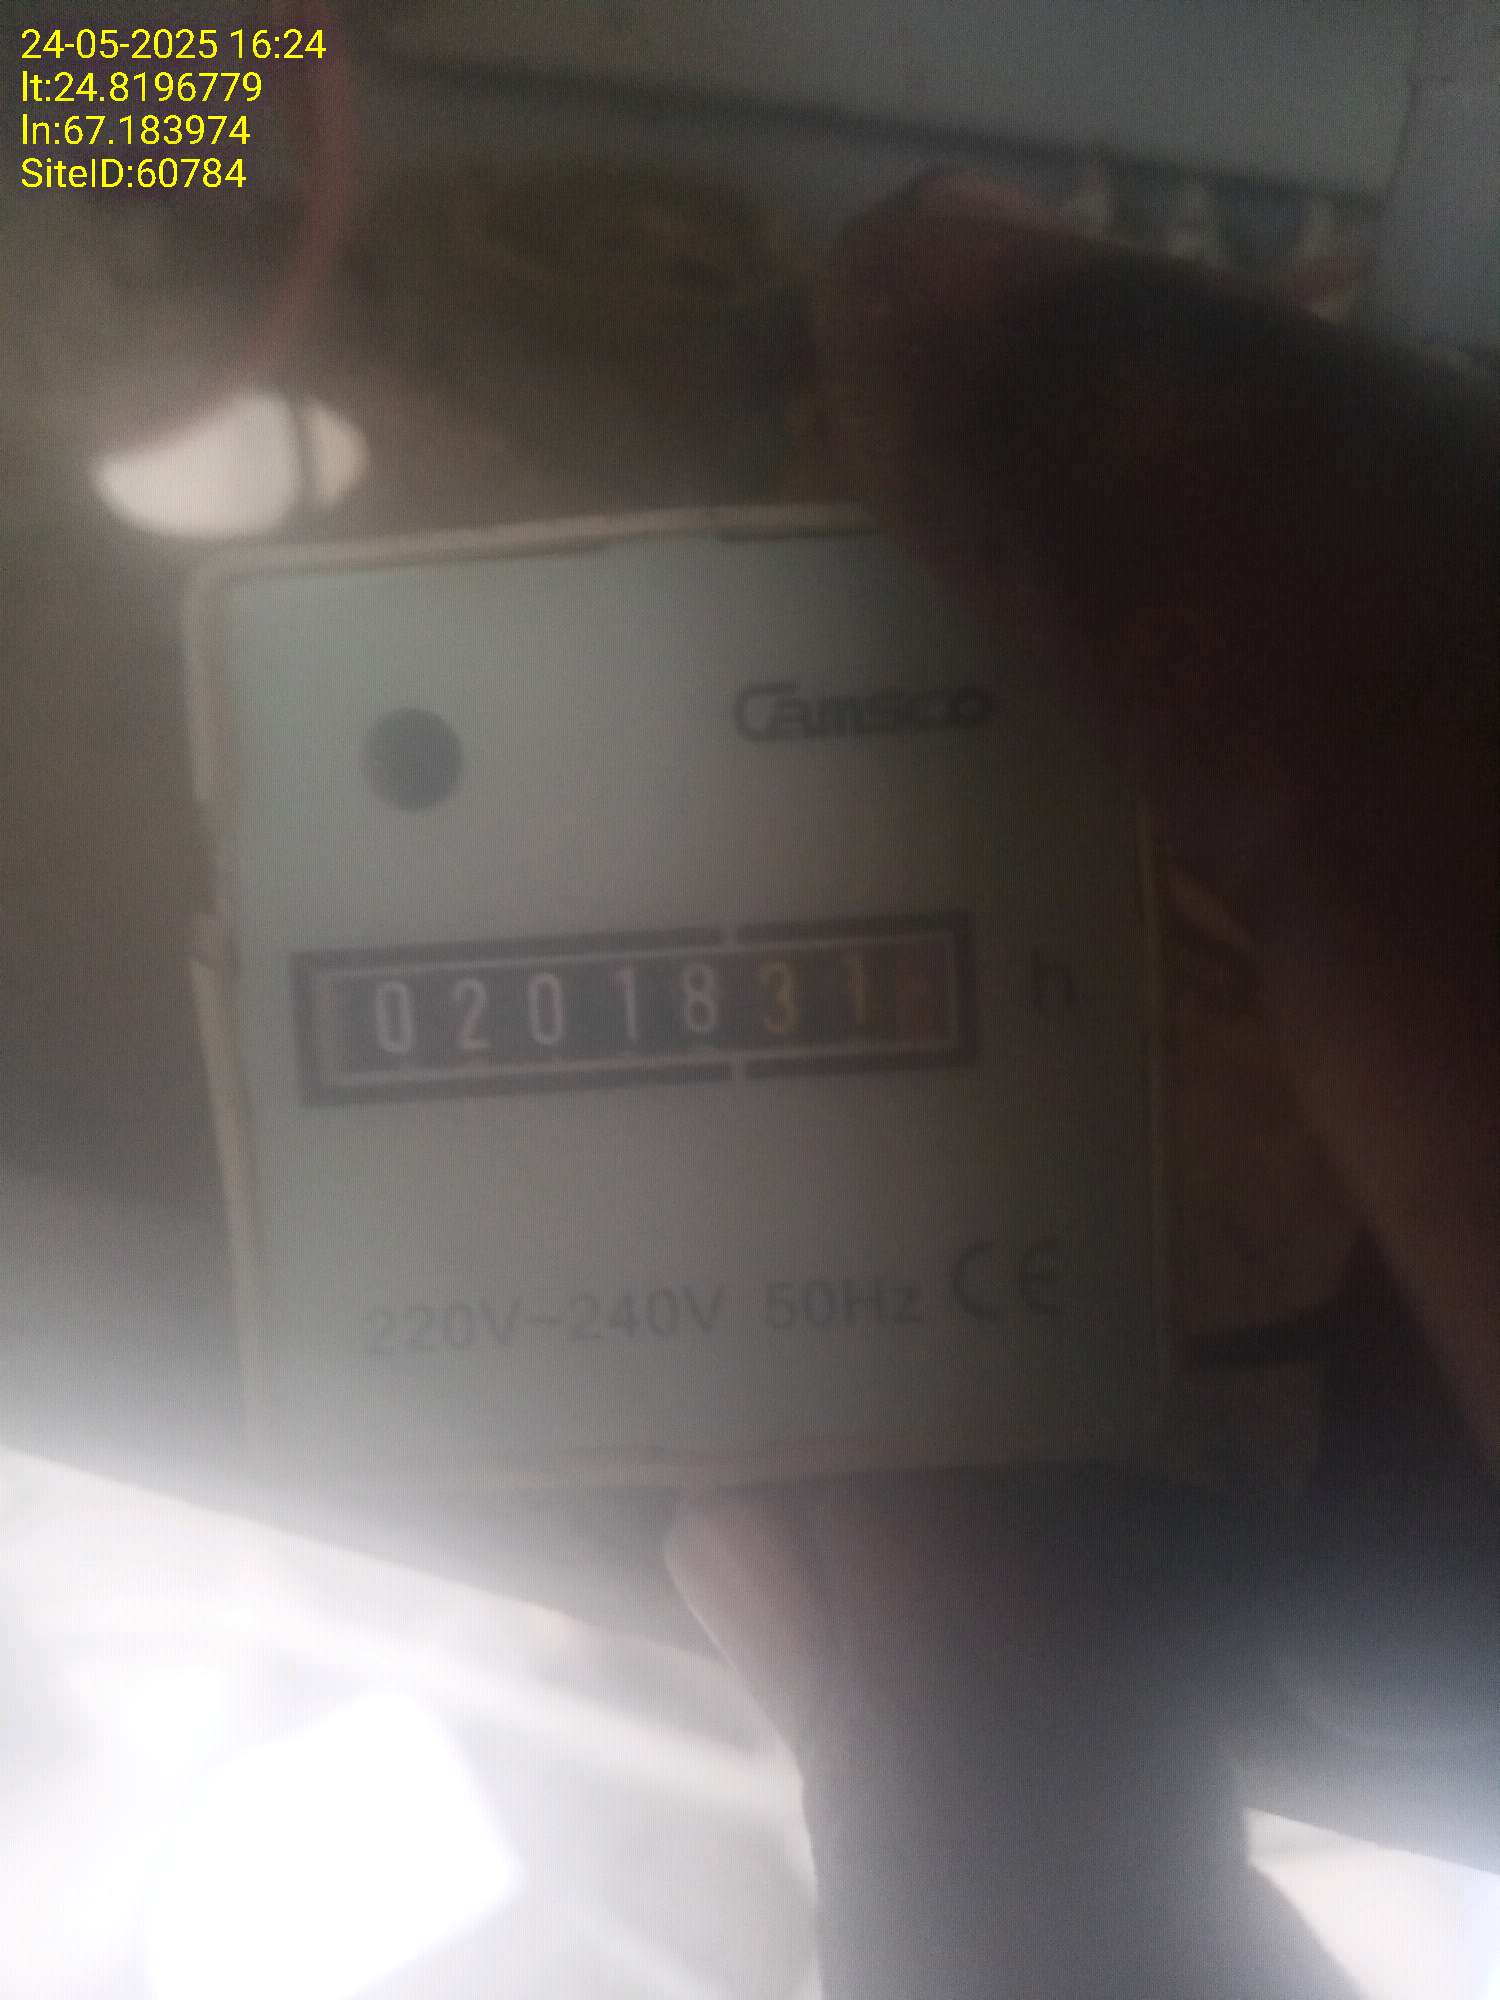 24-05-2025 16:24
lt:24.8196779
ln:67.183974
SiteID:60784
Camsco
0201831 h
220V~240V 50Hz CE